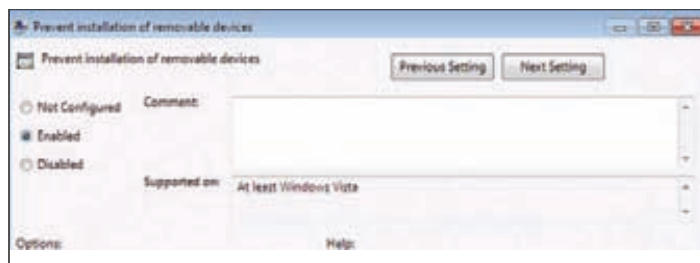 Prevent installation of removable devices
Prevent installation of removable devices
Previous Setting
Next Setting
Not Configured
Comment:
Enabled
Disabled
Supported on:
At least Windows Vista
Options:
Help: